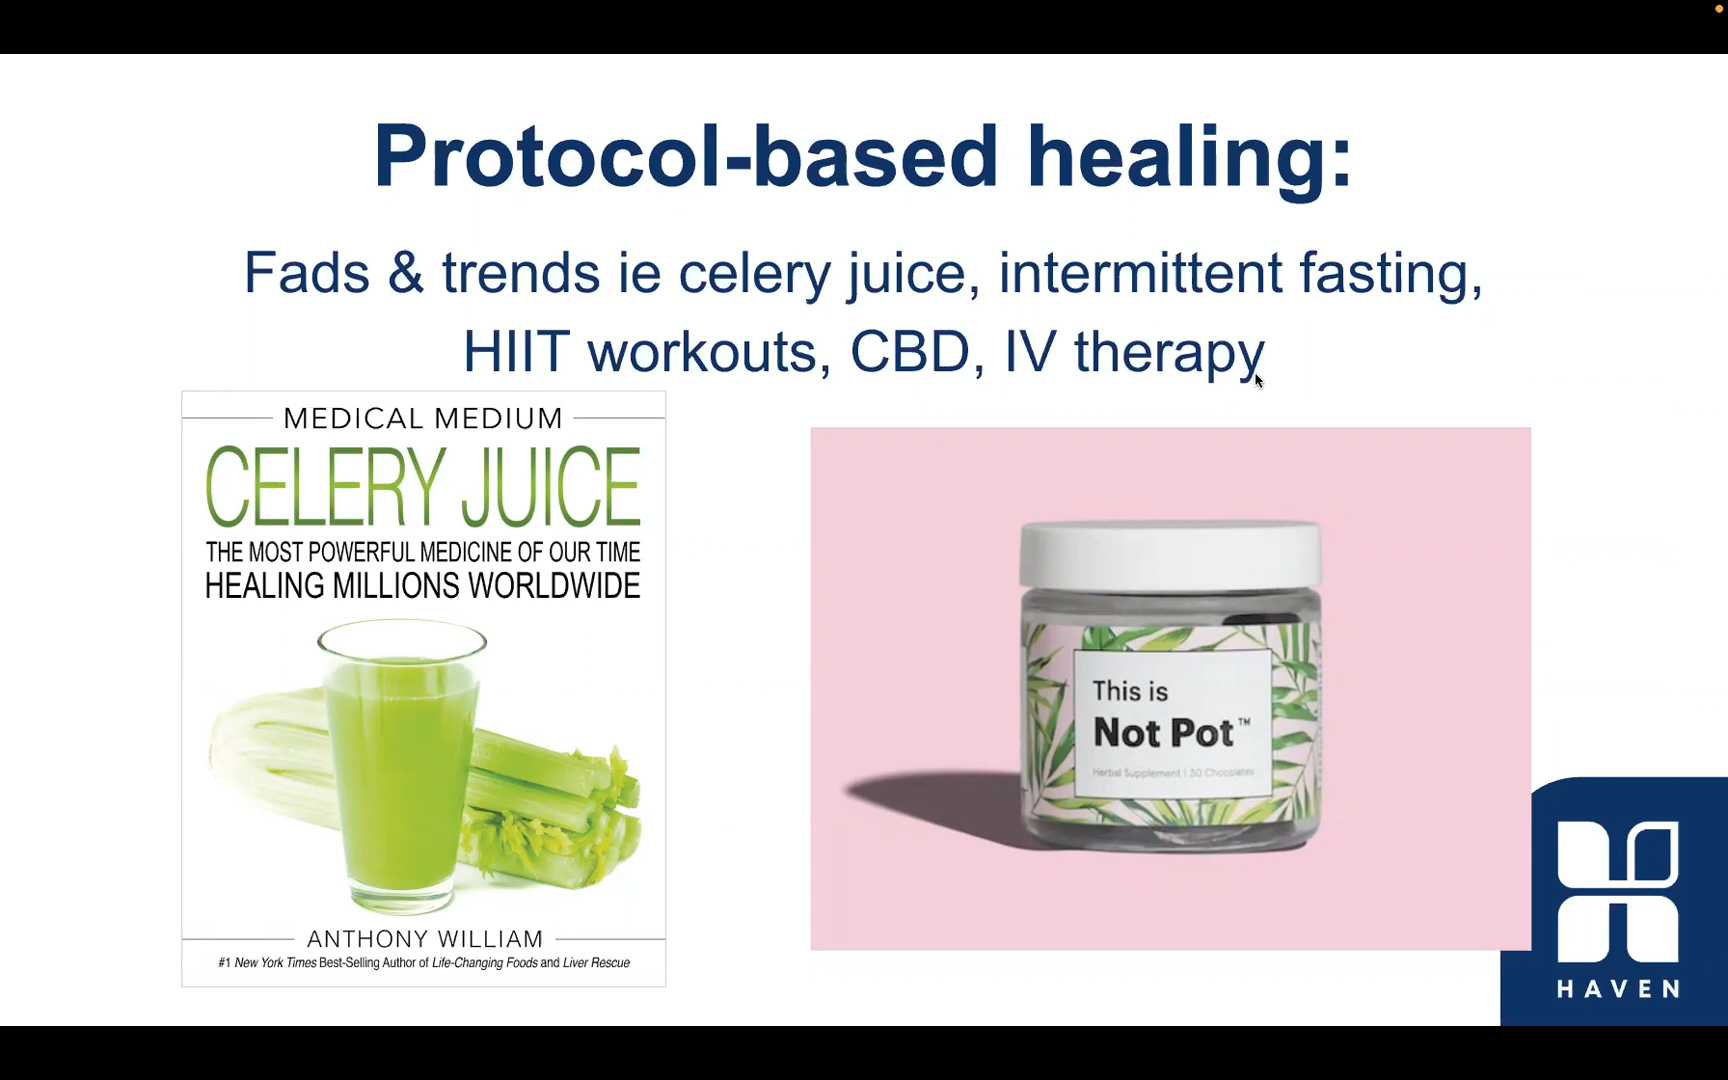 Protocol-based healing:
Fads & trends ie celery juice, intermittent fasting,
HIIT workouts, CBD, IV therapy
MEDICAL MEDIUM
CELERY JUICE
THE MOST POWERFUL MEDICINE OF OUR TIME
HEALING MILLIONS WORLDWIDE
ANTHONY WILLIAM
#1 New York Times Best-Selling Author of Life-Changing Foods and Liver Rescue
This is
Not Pot™
Herbal Supplement | 30 Chocolates
HAVEN